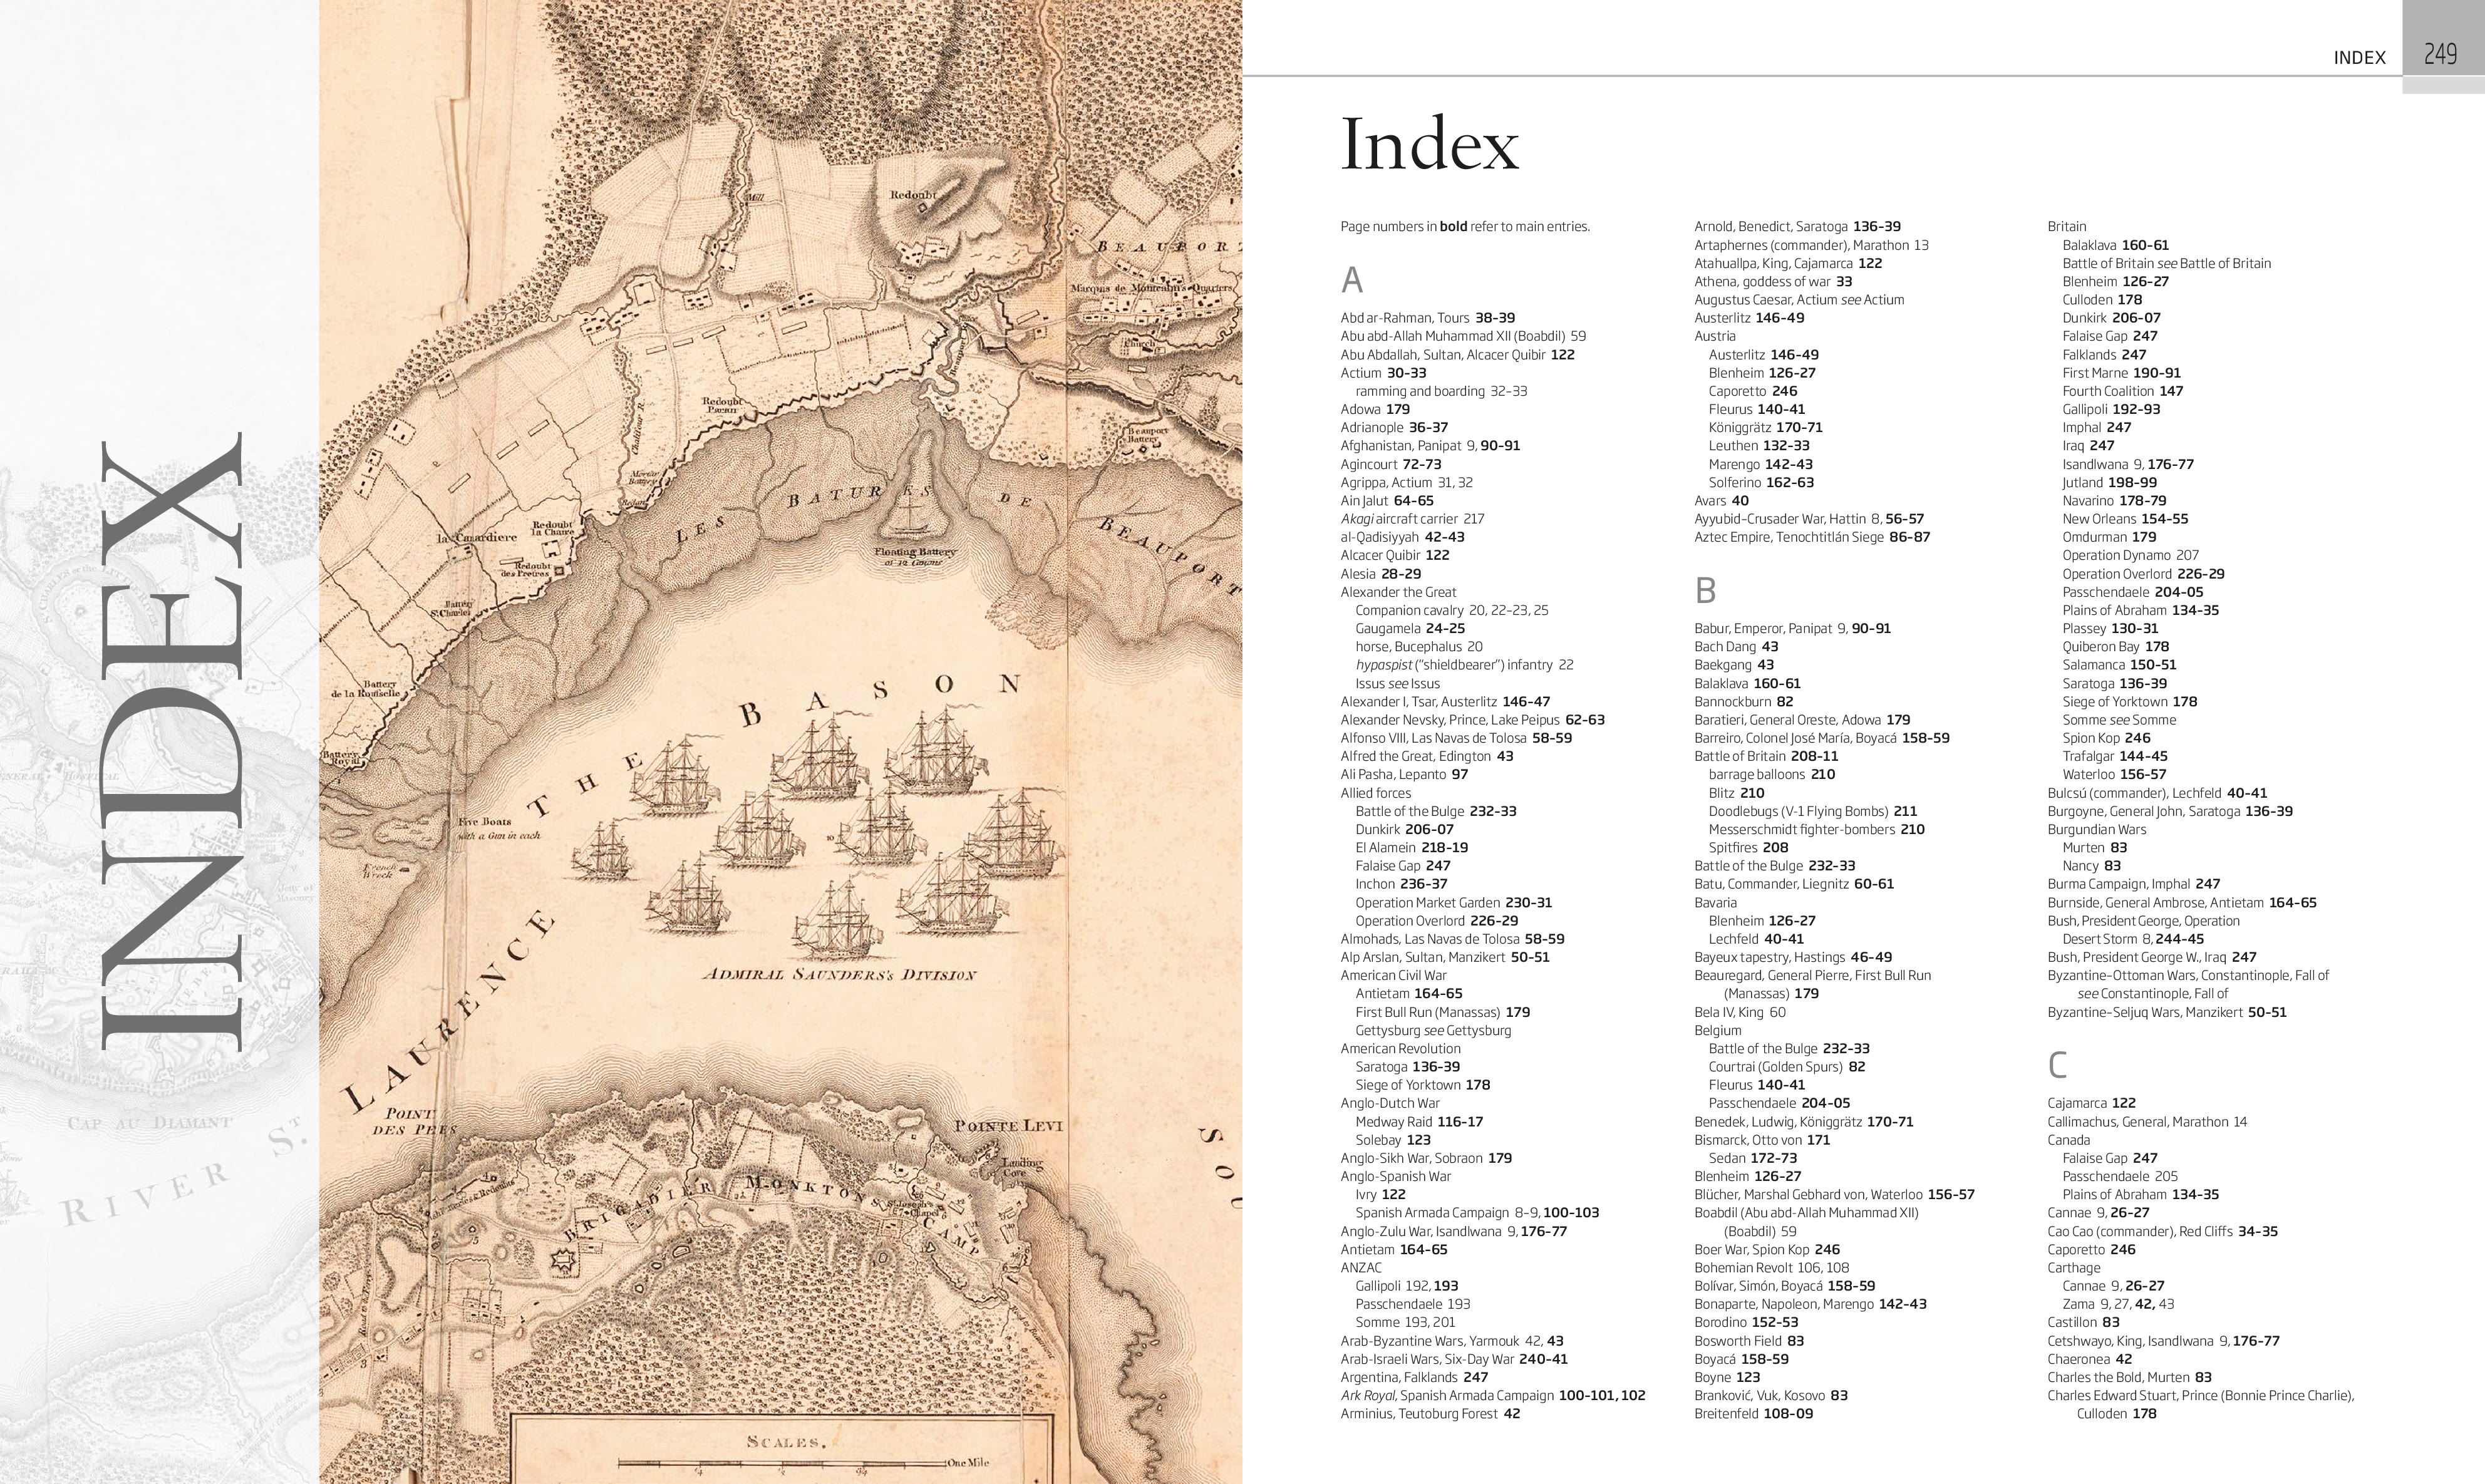 INDEX
249
INDEX
Redoubt
Mill
BEAUPOR
Marquis de Montcalm's Quarters
Church
Redoubt
Beauport
Battery
LES BATURES DE BEAUPORT
Redoubt
la Chaire
la Canardiere
Redoubt
des Pretres
Battery
St Charles
Floating Battery
of 12 Guns
Battery
de la Rouselle
Battery
Royal
THE BASON
Five Boats
with a Gun in each
French
Wreck
ADMIRAL SAUNDERS's DIVISION
LAURENCE
POINT
DES PERES
POINTE LEVI
Landing
Cove
BRIGADIER MONKTONS CAMP
CAP AU DIAMANT
RIVER ST.
SOU
SCALES.
One Mile
Index
Page numbers in bold refer to main entries.
A
Abd ar-Rahman, Tours 38–39
Abu abd-Allah Muhammad XII (Boabdil) 59
Abu Abdallah, Sultan, Alcacer Quibir 122
Actium 30–33
ramming and boarding 32–33
Adowa 179
Adrianople 36–37
Afghanistan, Panipat 9, 90–91
Agincourt 72–73
Agrippa, Actium 31, 32
Ain Jalut 64–65
Akagi aircraft carrier 217
al-Qadisiyyah 42–43
Alcacer Quibir 122
Alesia 28–29
Alexander the Great
Companion cavalry 20, 22–23, 25
Gaugamela 24–25
horse, Bucephalus 20
hypaspist (“shieldbearer”) infantry 22
Issus see Issus
Alexander I, Tsar, Austerlitz 146–47
Alexander Nevsky, Prince, Lake Peipus 62–63
Alfonso VIII, Las Navas de Tolosa 58–59
Alfred the Great, Edington 43
Ali Pasha, Lepanto 97
Allied forces
Battle of the Bulge 232–33
Dunkirk 206–07
El Alamein 218–19
Falaise Gap 247
Inchon 236–37
Operation Market Garden 230–31
Operation Overlord 226–29
Almohads, Las Navas de Tolosa 58–59
Alp Arslan, Sultan, Manzikert 50–51
American Civil War
Antietam 164–65
First Bull Run (Manassas) 179
Gettysburg see Gettysburg
American Revolution
Saratoga 136–39
Siege of Yorktown 178
Anglo-Dutch War
Medway Raid 116–17
Solebay 123
Anglo-Sikh War, Sobraon 179
Anglo-Spanish War
Ivry 122
Spanish Armada Campaign 8–9, 100–103
Anglo-Zulu War, Isandlwana 9, 176–77
Antietam 164–65
ANZAC
Gallipoli 192, 193
Passchendaele 193
Somme 193, 201
Arab-Byzantine Wars, Yarmouk 42, 43
Arab-Israeli Wars, Six-Day War 240–41
Argentina, Falklands 247
Ark Royal, Spanish Armada Campaign 100–101, 102
Arminius, Teutoburg Forest 42
Arnold, Benedict, Saratoga 136–39
Artaphernes (commander), Marathon 13
Atahuallpa, King, Cajamarca 122
Athena, goddess of war 33
Augustus Caesar, Actium see Actium
Austerlitz 146–49
Austria
Austerlitz 146–49
Blenheim 126–27
Caporetto 246
Fleurus 140–41
Königgrätz 170–71
Leuthen 132–33
Marengo 142–43
Solferino 162–63
Avars 40
Ayyubid–Crusader War, Hattin 8, 56–57
Aztec Empire, Tenochtitlán Siege 86–87
B
Babur, Emperor, Panipat 9, 90–91
Bach Dang 43
Baekgang 43
Balaklava 160–61
Bannockburn 82
Baratieri, General Oreste, Adowa 179
Barreiro, Colonel José María, Boyacá 158–59
Battle of Britain 208–11
barrage balloons 210
Blitz 210
Doodlebugs (V-1 Flying Bombs) 211
Messerschmidt fighter-bombers 210
Spitfires 208
Battle of the Bulge 232–33
Batu, Commander, Liegnitz 60–61
Bavaria
Blenheim 126–27
Lechfeld 40–41
Bayeux tapestry, Hastings 46–49
Beauregard, General Pierre, First Bull Run
(Manassas) 179
Bela IV, King 60
Belgium
Battle of the Bulge 232–33
Courtrai (Golden Spurs) 82
Fleurus 140–41
Passchendaele 204–05
Benedek, Ludwig, Königgrätz 170–71
Bismarck, Otto von 171
Sedan 172–73
Blenheim 126–27
Blücher, Marshal Gebhard von, Waterloo 156–57
Boabdil (Abu abd-Allah Muhammad XII)
(Boabdil) 59
Boer War, Spion Kop 246
Bohemian Revolt 106, 108
Bolívar, Simón, Boyacá 158–59
Bonaparte, Napoleon, Marengo 142–43
Borodino 152–53
Bosworth Field 83
Boyacá 158–59
Boyne 123
Branković, Vuk, Kosovo 83
Breitenfeld 108–09
Britain
Balaklava 160–61
Battle of Britain see Battle of Britain
Blenheim 126–27
Culloden 178
Dunkirk 206–07
Falaise Gap 247
Falklands 247
First Marne 190–91
Fourth Coalition 147
Gallipoli 192–93
Imphal 247
Iraq 247
Isandlwana 9, 176–77
Jutland 198–99
Navarino 178–79
New Orleans 154–55
Omdurman 179
Operation Dynamo 207
Operation Overlord 226–29
Passchendaele 204–05
Plains of Abraham 134–35
Plassey 130–31
Quiberon Bay 178
Salamanca 150–51
Saratoga 136–39
Siege of Yorktown 178
Somme see Somme
Spion Kop 246
Trafalgar 144–45
Waterloo 156–57
Bulcsú (commander), Lechfeld 40–41
Burgoyne, General John, Saratoga 136–39
Burgundian Wars
Murten 83
Nancy 83
Burma Campaign, Imphal 247
Burnside, General Ambrose, Antietam 164–65
Bush, President George, Operation
Desert Storm 8, 244–45
Bush, President George W., Iraq 247
Byzantine–Ottoman Wars, Constantinople, Fall of
see Constantinople, Fall of
Byzantine–Seljuq Wars, Manzikert 50–51
C
Cajamarca 122
Callimachus, General, Marathon 14
Canada
Falaise Gap 247
Passchendaele 205
Plains of Abraham 134–35
Cannae 9, 26–27
Cao Cao (commander), Red Cliffs 34–35
Caporetto 246
Carthage
Cannae 9, 26–27
Zama 9, 27, 42, 43
Castillon 83
Cetshwayo, King, Isandlwana 9, 176–77
Chaeronea 42
Charles the Bold, Murten 83
Charles Edward Stuart, Prince (Bonnie Prince Charlie),
Culloden 178